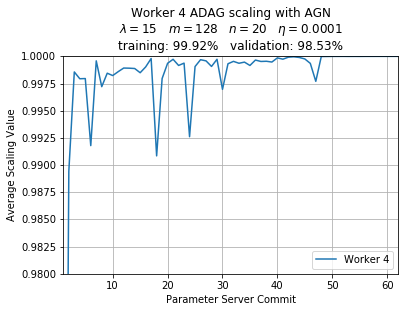 Worker 4 ADAG scaling with AGN
λ = 15 m = 128 n = 20 η = 0.0001
training: 99.92% validation: 98.53%
1.0000
0.9975
0.9950
0.9925
0.9900
0.9875
0.9850
0.9825
0.9800
Average Scaling Value
Worker 4
10 20 30 40 50 60
Parameter Server Commit